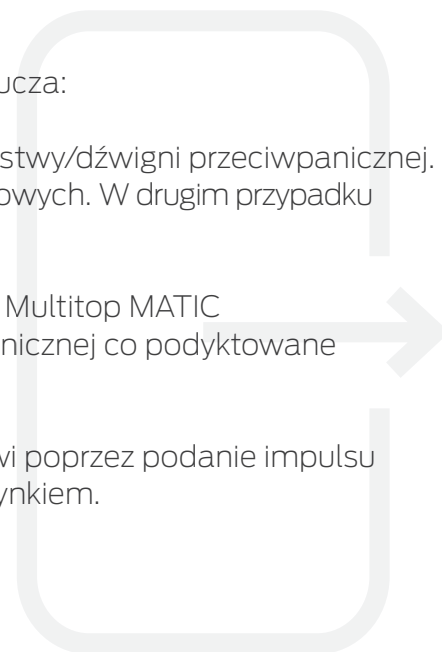 ucza:
stwy/dźwigni przeciwpanicznej.
owych. W drugim przypadku
Multitop MATIC
nicznej co podyktowane
wi poprzez podanie impulsu
ynkiem.